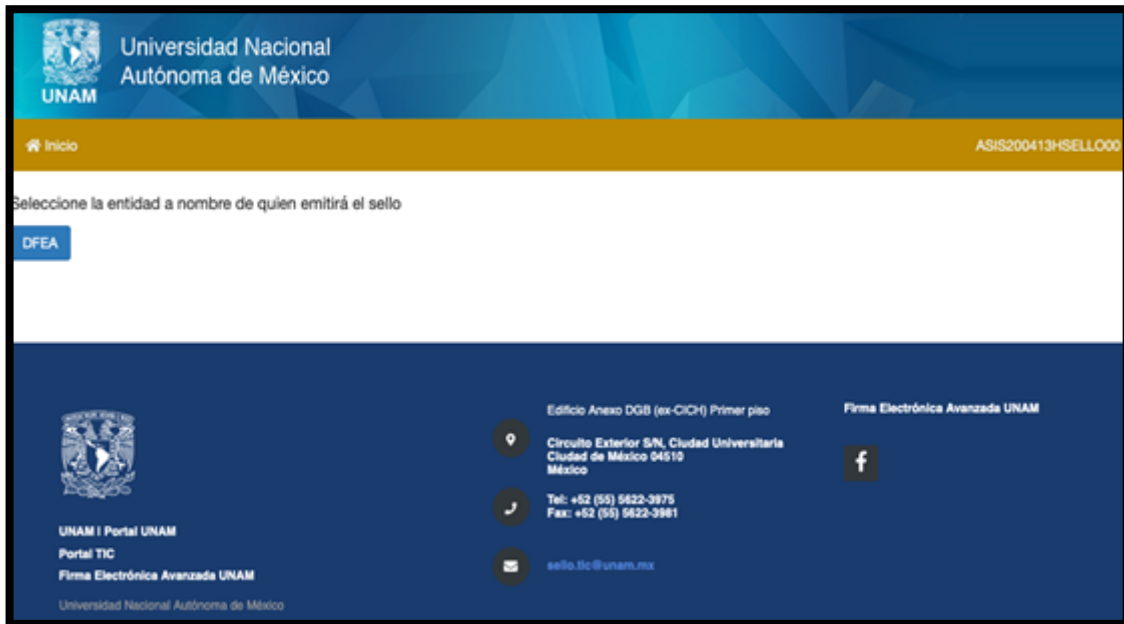 Universidad Nacional
Autónoma de México
UNAM
Inicio
ASIS200413HSELLO00
Seleccione la entidad a nombre de quien emitirá el sello
DFEA
UNAM | Portal UNAM
Portal TIC
Firma Electrónica Avanzada UNAM
Universidad Nacional Autónoma de México
Edificio Anexo DGB (ex-CICH) Primer piso
Circuito Exterior S/N, Ciudad Universitaria
Ciudad de México 04510
México
Tel: +52 (55) 5622-3975
Fax: +52 (55) 5622-3981
sello.tic@unam.mx
Firma Electrónica Avanzada UNAM